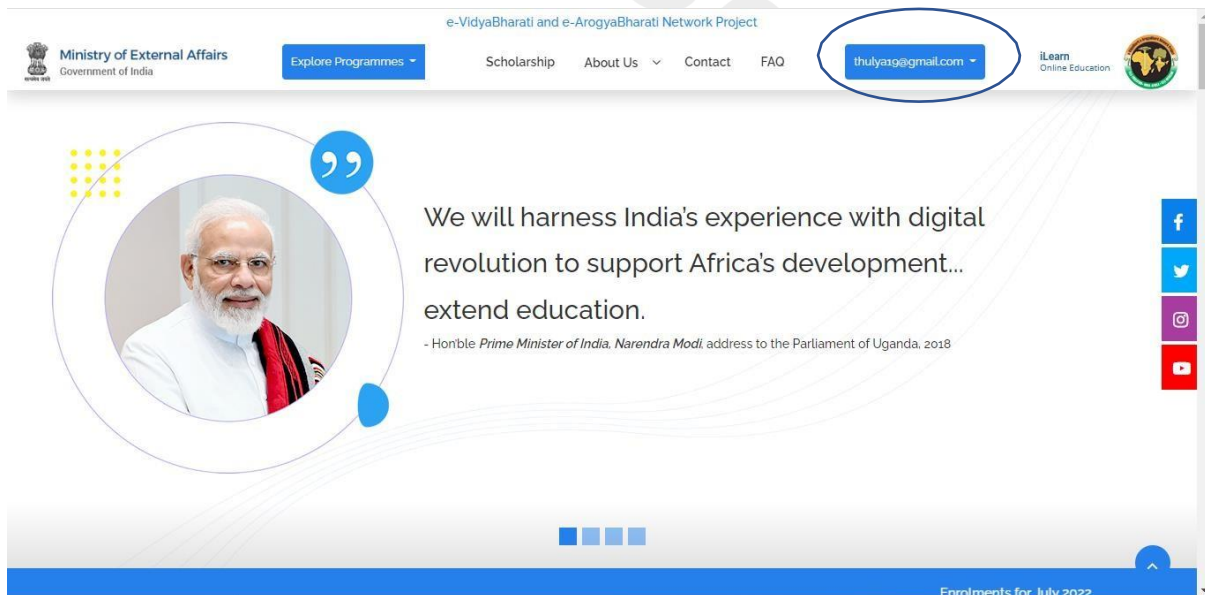 e-VidyaBharati and e-ArogyaBharati Network Project
Ministry of External Affairs
Government of India
Explore Programmes
Scholarship
About Us
Contact
FAQ
thulya19@gmail.com
iLearn
Online Education
We will harness India's experience with digital
revolution to support Africa's development...
extend education.
- Hon'ble Prime Minister of India, Narendra Modi, address to the Parliament of Uganda, 2018
Enrolments for July 2022